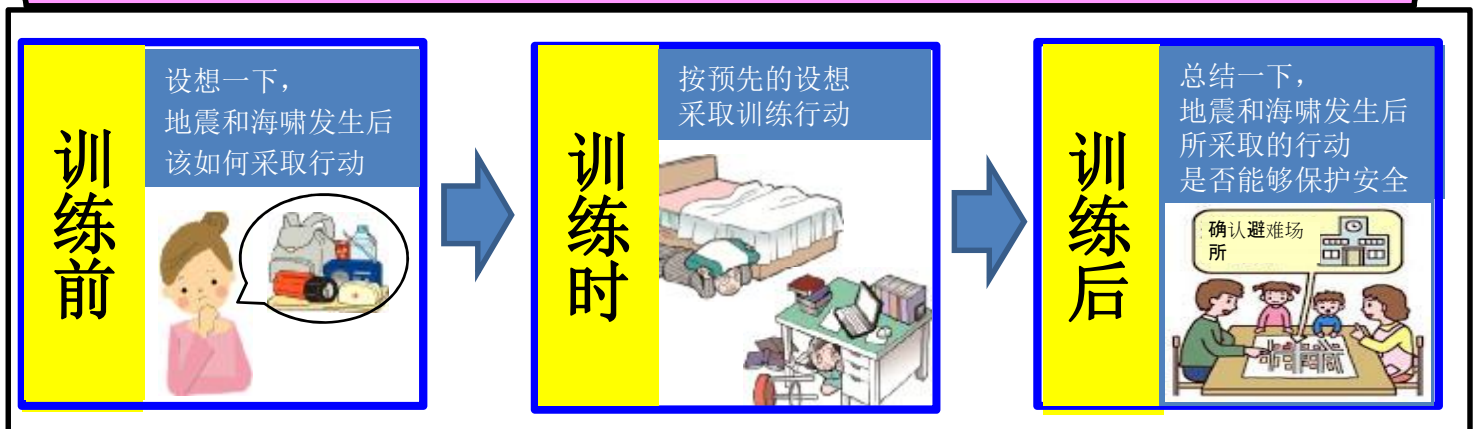 训练前
设想一下，
地震和海啸发生后
该如何采取行动
训练时
按预先的设想
采取训练行动
训练后
总结一下，
地震和海啸发生后
所采取的行动
是否能够保护安全
确认避难场
所